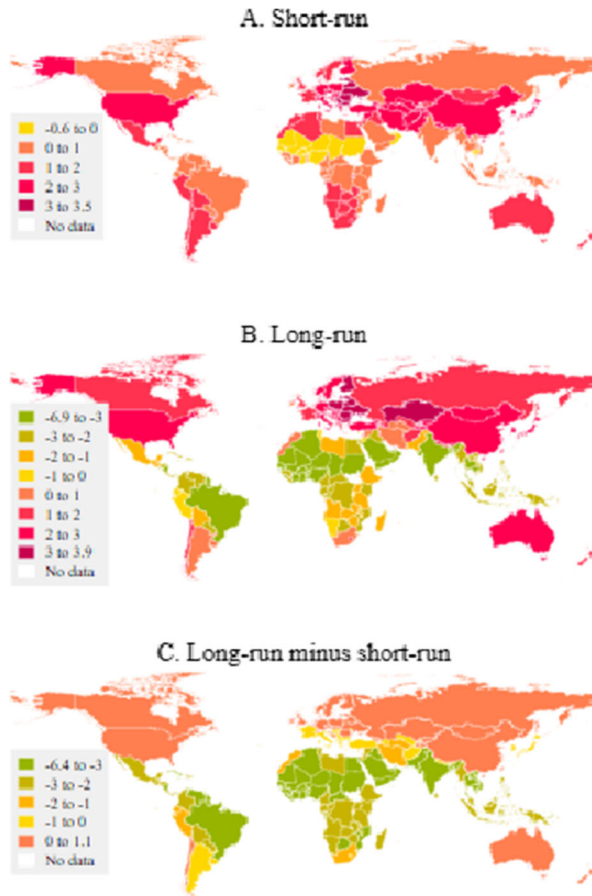 A. Short-run
-0.6 to 0
0 to 1
1 to 2
2 to 3
3 to 3.5
No data
B. Long-run
-6.9 to -3
-3 to -2
-2 to -1
-1 to 0
0 to 1
1 to 2
2 to 3
3 to 3.9
No data
C. Long-run minus short-run
-6.4 to -3
-3 to -2
-2 to -1
-1 to 0
0 to 1.1
No data